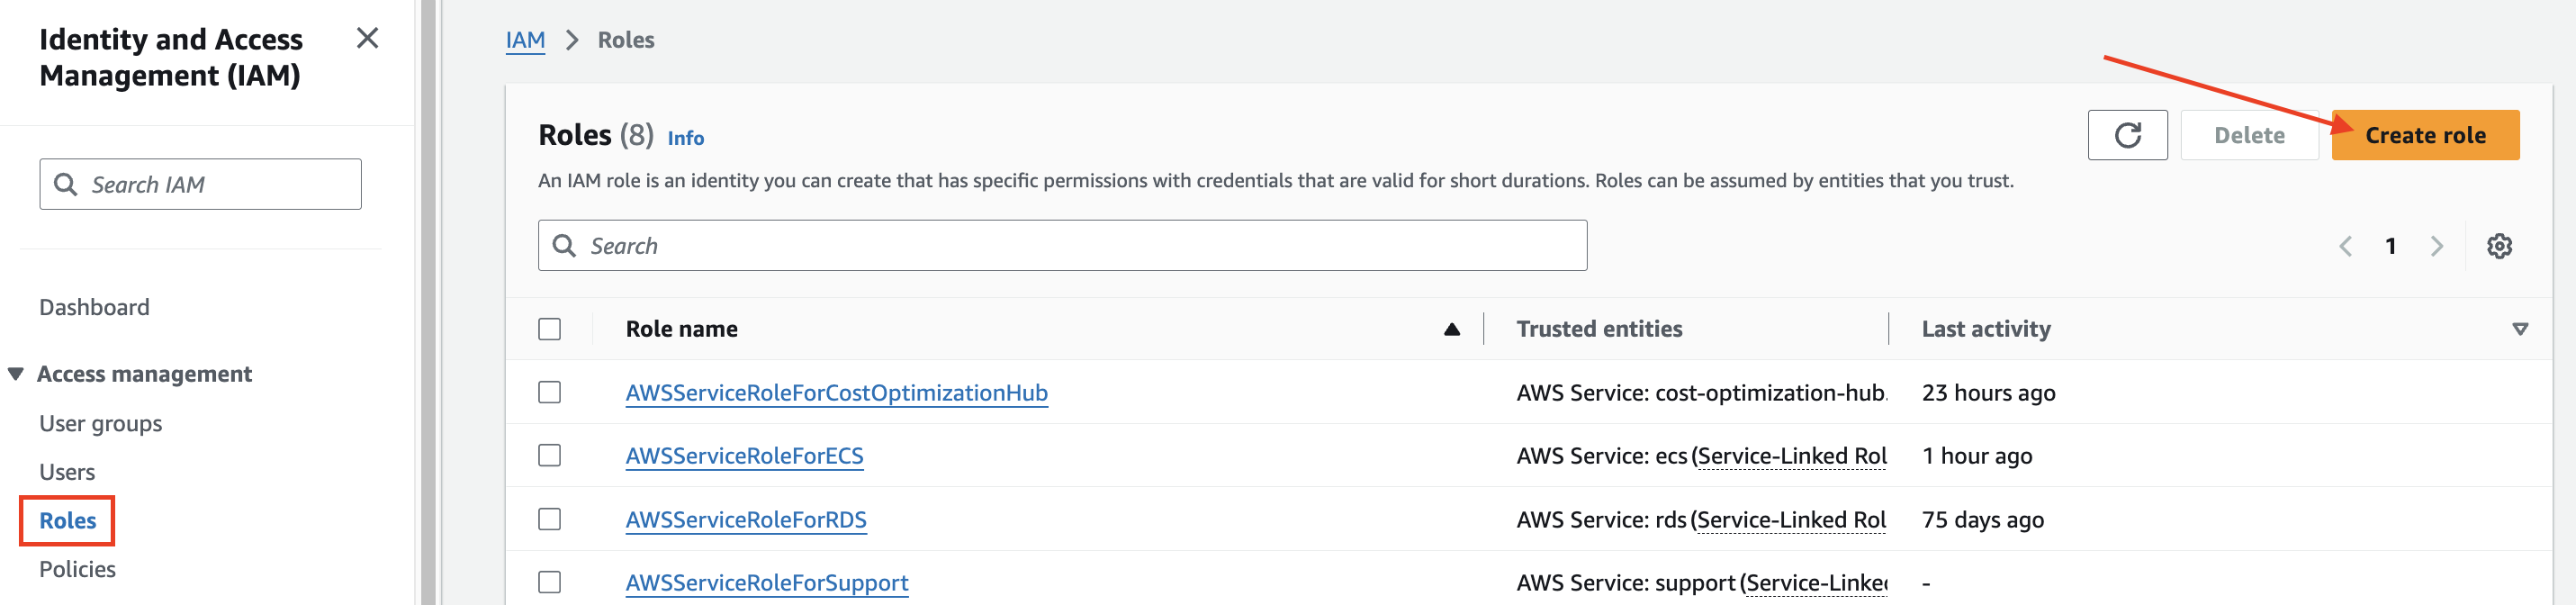 Identity and Access
Management (IAM)
Search IAM
Dashboard
Access management
User groups
Users
Roles
Policies
IAM > Roles
Roles (8) Info
Delete
Create role
An IAM role is an identity you can create that has specific permissions with credentials that are valid for short durations. Roles can be assumed by entities that you trust.
Search
1
Role name Trusted entities Last activity
AWSServiceRoleForCostOptimizationHub AWS Service: cost-optimization-hub. 23 hours ago
AWSServiceRoleForECS AWS Service: ecs (Service-Linked Rol 1 hour ago
AWSServiceRoleForRDS AWS Service: rds (Service-Linked Rol 75 days ago
AWSServiceRoleForSupport AWS Service: support (Service-Linke -